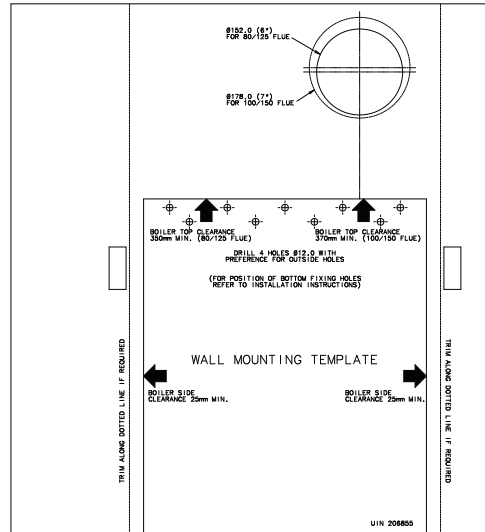 Ø152.0 (6")
FOR 80/125 FLUE
Ø178.0 (7")
FOR 100/150 FLUE
BOILER TOP CLEARANCE
350mm MIN. (80/125 FLUE)
BOILER TOP CLEARANCE
370mm MIN. (100/150 FLUE)
DRILL 4 HOLES Ø12.0 WITH
PREFERENCE FOR OUTSIDE HOLES
(FOR POSITION OF BOTTOM FIXING HOLES
REFER TO INSTALLATION INSTRUCTIONS)
WALL MOUNTING TEMPLATE
BOILER SIDE
CLEARANCE 25mm MIN.
BOILER SIDE
CLEARANCE 25mm MIN.
TRIM ALONG DOTTED LINE IF REQUIRED
TRIM ALONG DOTTED LINE IF REQUIRED
UIN 206855